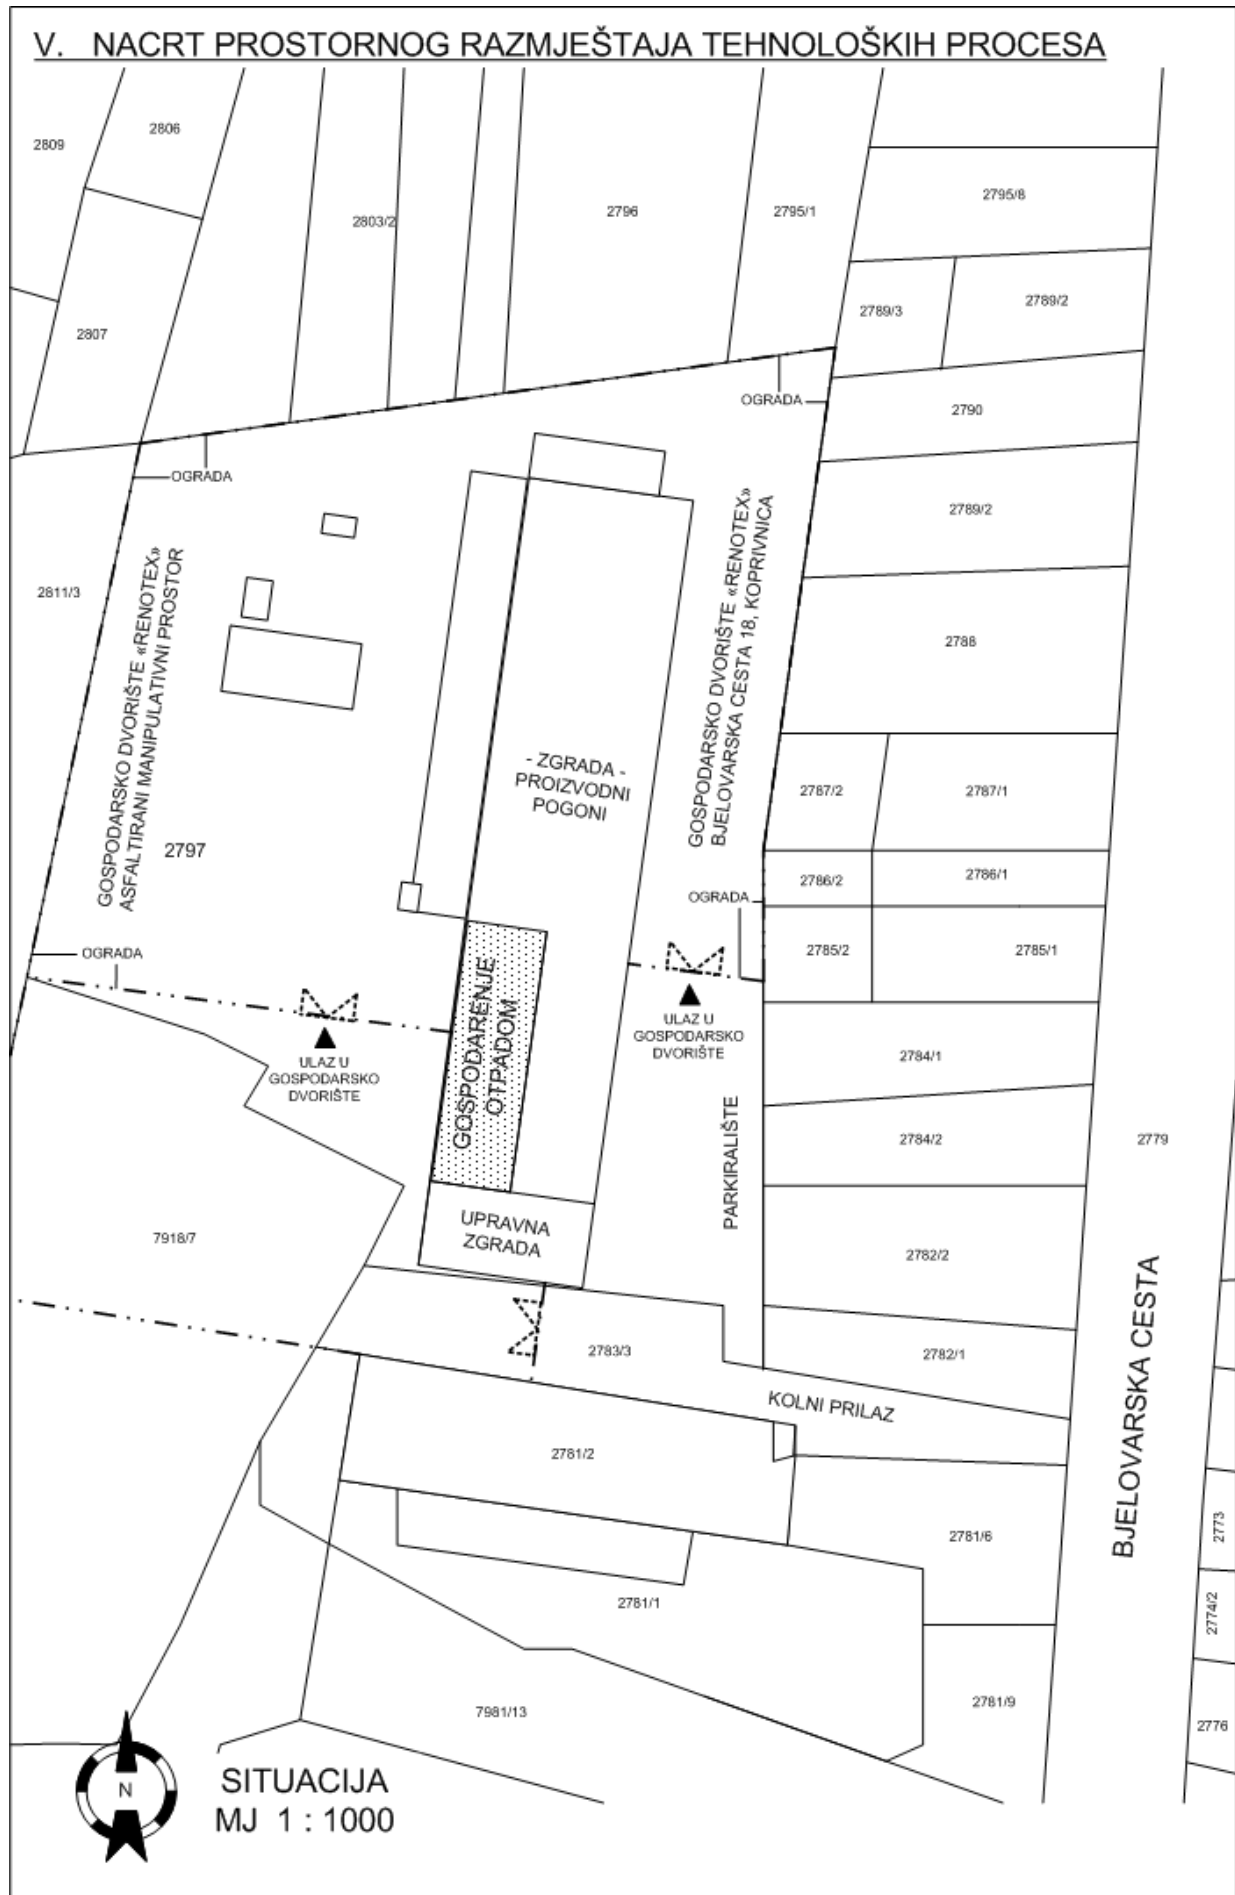 V. NACRT PROSTORNOG RAZMJEŠTAJA TEHNOLOŠKIH PROCESA
2809
2806
2803/2
2796
2795/1
2795/8
2807
2789/3
2789/2
OGRADA
2790
OGRADA
2789/2
2811/3
GOSPODARSKO DVORIŠTE «RENOTEX»
ASFALTIRANI MANIPULATIVNI PROSTOR
GOSPODARSKO DVORIŠTE «RENOTEX»
BJELOVARSKA CESTA 18, KOPRIVNICA
2788
- ZGRADA -
PROIZVODNI
POGONI
2787/2
2787/1
2797
2786/2
2786/1
OGRADA
OGRADA
2785/2
2785/1
GOSPODARENJE
OTPADOM
ULAZ U
GOSPODARSKO
DVORIŠTE
ULAZ U
GOSPODARSKO
DVORIŠTE
2784/1
PARKIRALIŠTE
2784/2
2779
7918/7
UPRAVNA
ZGRADA
2782/2
2783/3
2782/1
BJELOVARSKA CESTA
KOLNI PRILAZ
2781/2
2781/6
2773
2781/1
2774/2
7981/13
2781/9
2776
N
SITUACIJA
MJ 1 : 1000